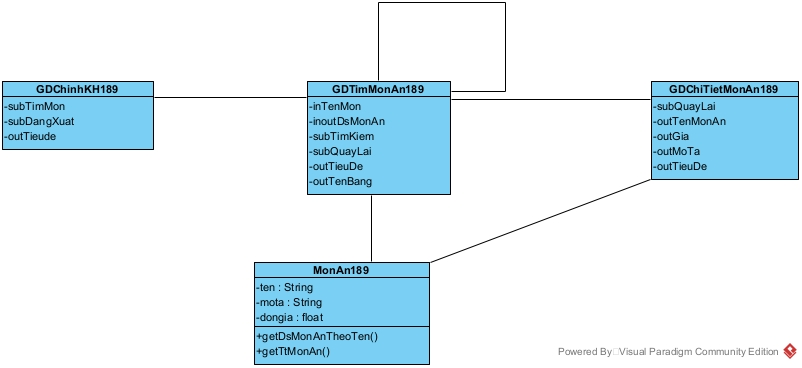 GDChinhKH189
-subTimMon
-subDangXuat
-outTieude
GDTimMonAn189
-inTenMon
-inoutDsMonAn
-subTimKiem
-subQuayLai
-outTieuDe
-outTenBang
GDChiTietMonAn189
-subQuayLai
-outTenMonAn
-outGia
-outMoTa
-outTieuDe
MonAn189
-ten : String
-mota : String
-dongia : float
+getDsMonAnTheoTen()
+getTtMonAn()
Powered By Visual Paradigm Community Edition